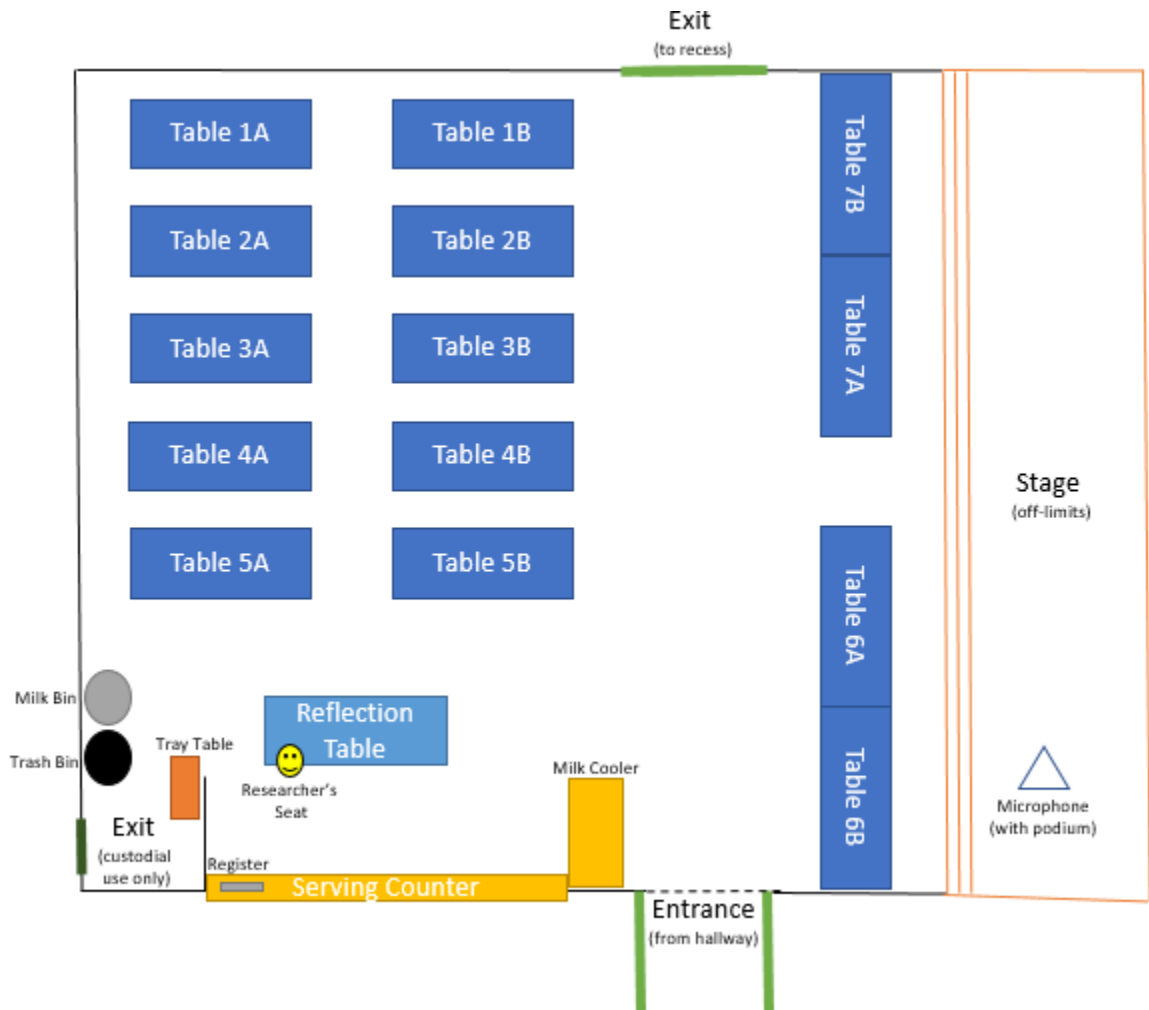 Exit
(to recess)
Table 1A
Table 1B
Table 7B
Table 2A
Table 2B
Table 3A
Table 3B
Table 7A
Table 4A
Table 4B
Stage
(off-limits)
Table 5A
Table 5B
Table 6A
Milk Bin
Reflection
Table
Trash Bin
Tray Table
Researcher's
Seat
Milk Cooler
Table 6B
Microphone
(with podium)
Exit
(custodial
use only)
Register
Serving Counter
Entrance
(from hallway)